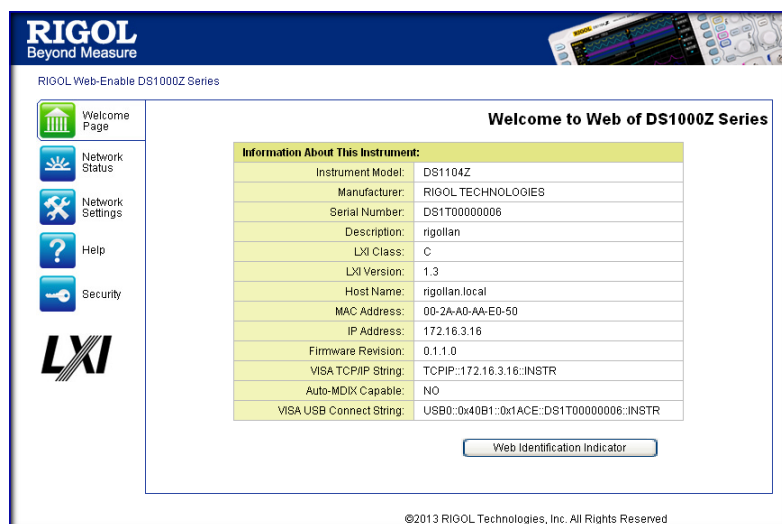 RIGOL
Beyond Measure
RIGOL Web-Enable DS1000Z Series
Welcome
Page
Network
Status
Network
Settings
Help
Security
LXI
Welcome to Web of DS1000Z Series
Information About This Instrument:
Instrument Model: DS1104Z
Manufacturer: RIGOL TECHNOLOGIES
Serial Number: DS1T00000006
Description: rigollan
LXI Class: C
LXI Version: 1.3
Host Name: rigollan.local
MAC Address: 00-2A-A0-AA-E0-50
IP Address: 172.16.3.16
Firmware Revision: 0.1.1.0
VISA TCP/IP String: TCPIP::172.16.3.16::INSTR
Auto-MDIX Capable: NO
VISA USB Connect String: USB0::0x40B1::0x1ACE::DS1T00000006::INSTR
Web Identification Indicator
©2013 RIGOL Technologies, Inc. All Rights Reserved